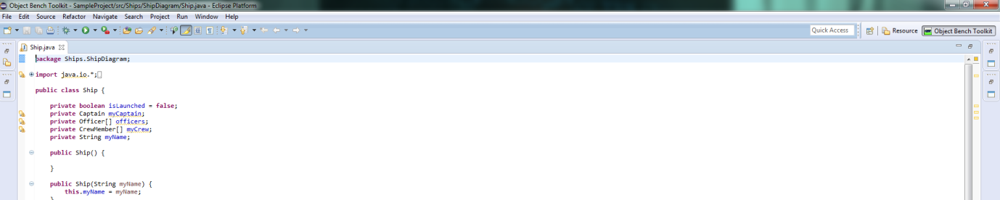 Object Bench Toolkit - SampleProject/src/Ships/ShipDiagram/Ship.java - Eclipse Platform
File Edit Source Refactor Navigate Search Project Run Window Help
Quick Access Resource Object Bench Toolkit
Ship.java
package Ships.ShipDiagram;
import java.io.*;
public class Ship {
private boolean isLaunched = false;
private Captain myCaptain;
private Officer[] officers;
private CrewMember[] myCrew;
private String myName;
public Ship() {
}
public Ship(String myName) {
this.myName = myName;
}